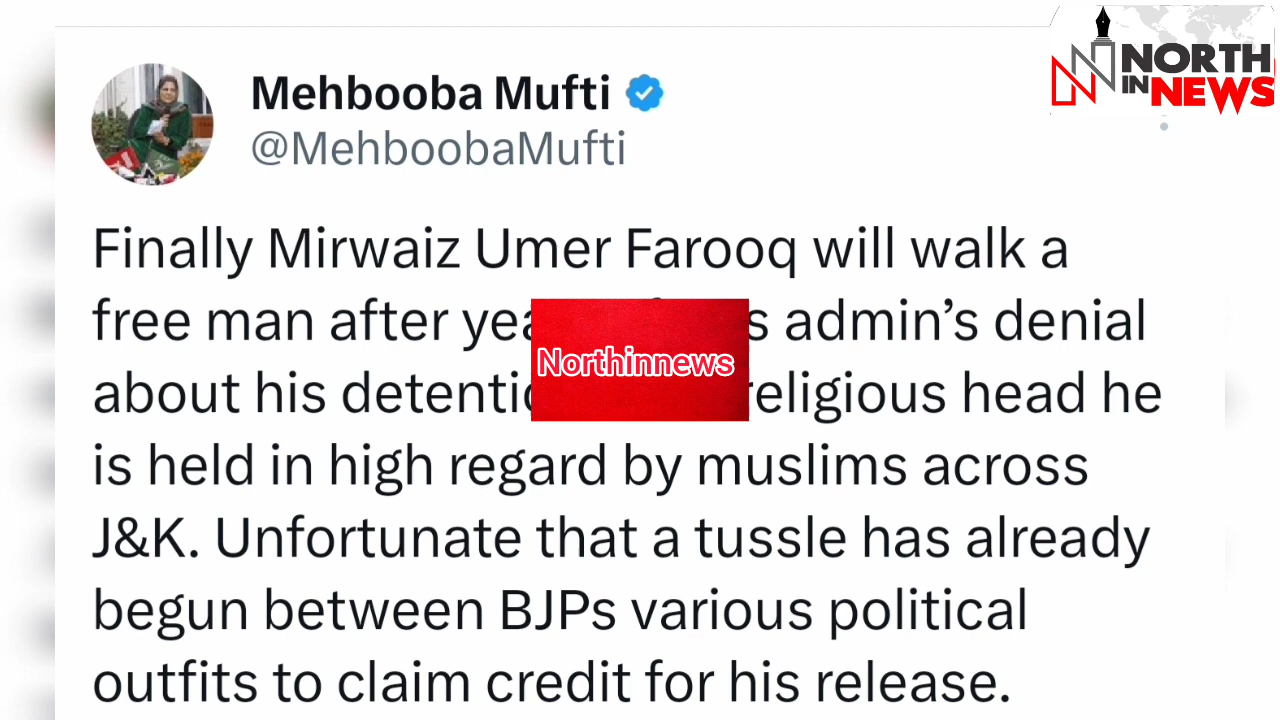 NORTH
IN NEWS
Mehbooba Mufti
@MehboobaMufti
Finally Mirwaiz Umer Farooq will walk a
free man after yea s admin’s denial
Northinnews
about his detentio religious head he
is held in high regard by muslims across
J&K. Unfortunate that a tussle has already
begun between BJPs various political
outfits to claim credit for his release.